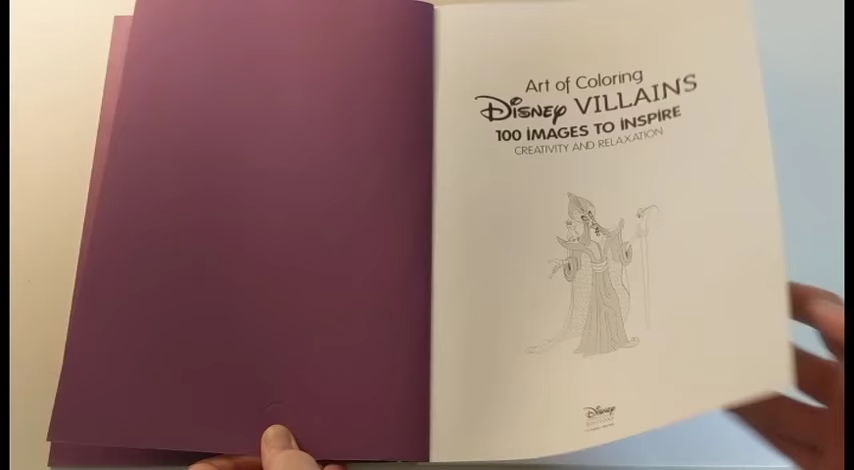 Art of Coloring
Disney VILLAINS
100 IMAGES TO INSPIRE
CREATIVITY AND RELAXATION
Disney